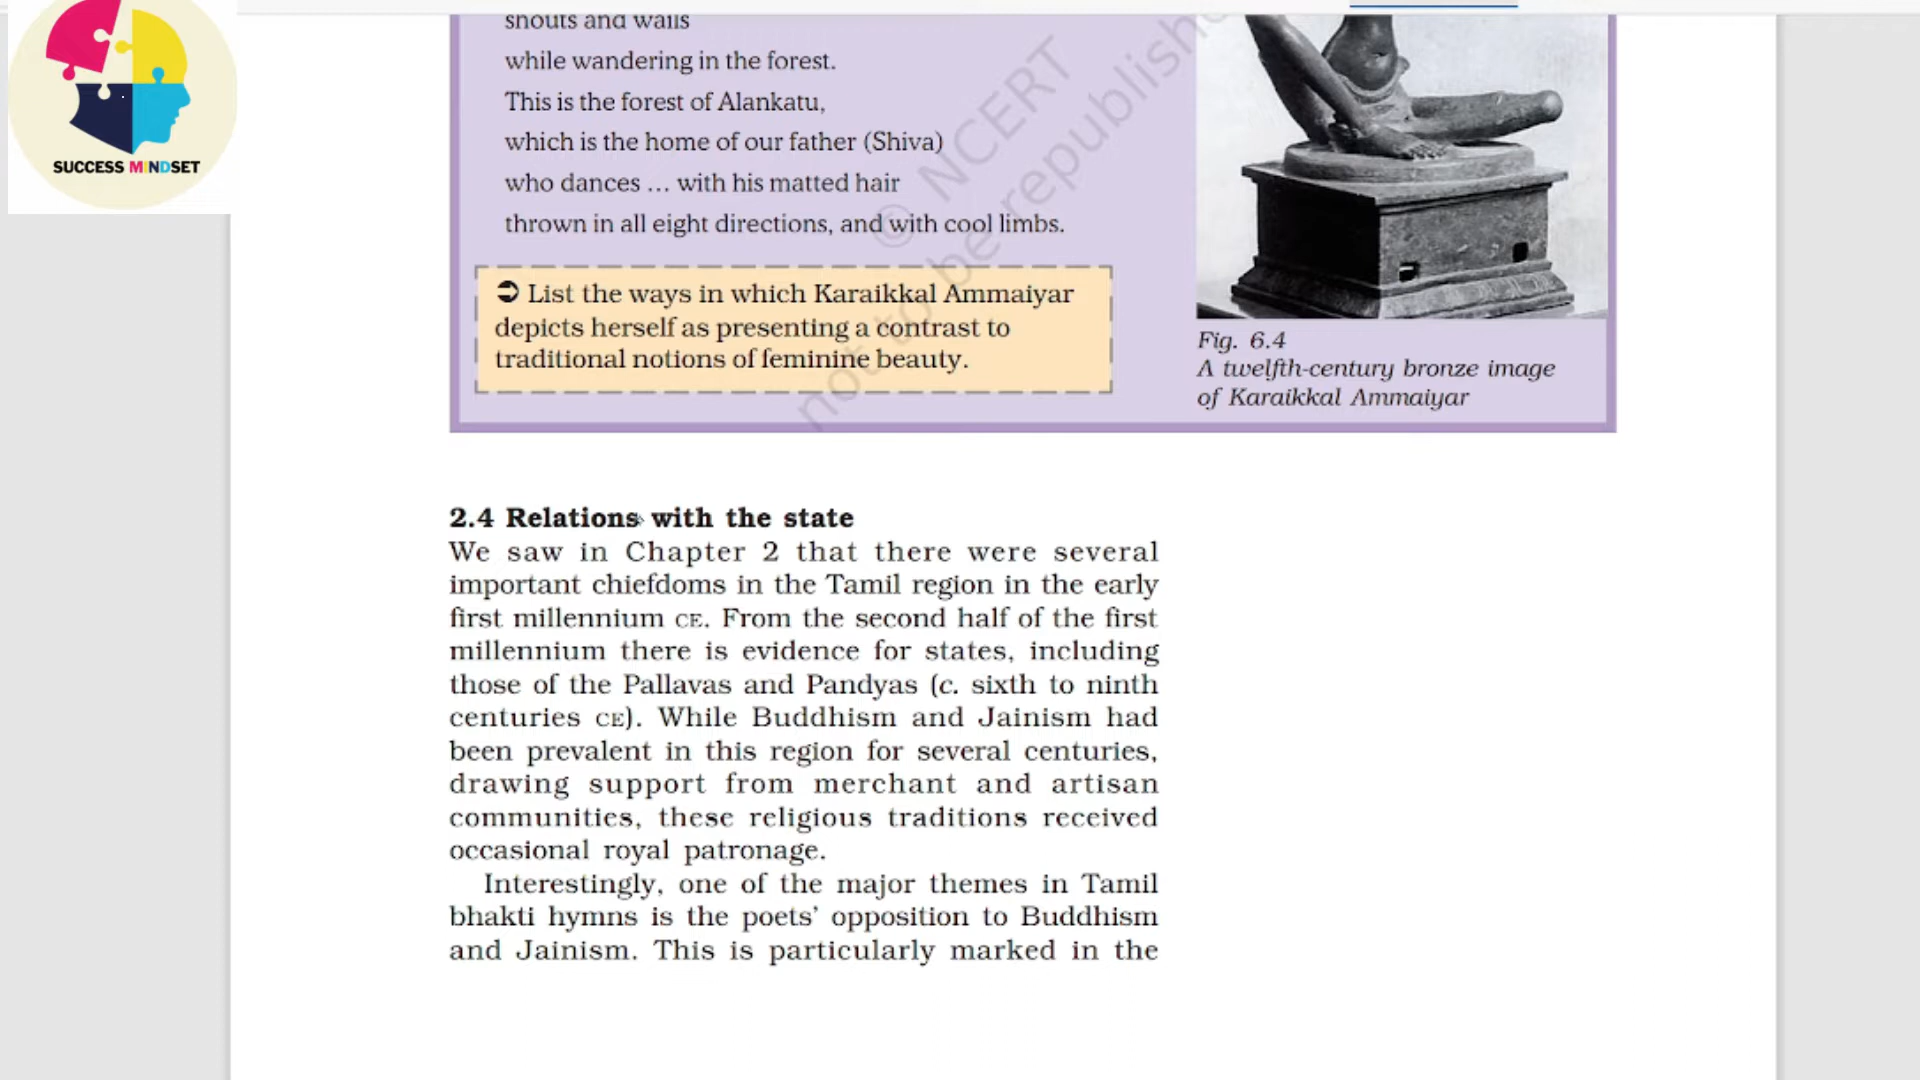 SUCCESS MINDSET
shouts and wails
while wandering in the forest.
This is the forest of Alankatu,
which is the home of our father (Shiva)
who dances ... with his matted hair
thrown in all eight directions, and with cool limbs.
➲ List the ways in which Karaikkal Ammaiyar
depicts herself as presenting a contrast to
traditional notions of feminine beauty.
Fig. 6.4
A twelfth-century bronze image
of Karaikkal Ammaiyar
© NCERT
not to be republishe
2.4 Relations with the state
We saw in Chapter 2 that there were several
important chiefdoms in the Tamil region in the early
first millennium CE. From the second half of the first
millennium there is evidence for states, including
those of the Pallavas and Pandyas (c. sixth to ninth
centuries CE). While Buddhism and Jainism had
been prevalent in this region for several centuries,
drawing support from merchant and artisan
communities, these religious traditions received
occasional royal patronage.
Interestingly, one of the major themes in Tamil
bhakti hymns is the poets' opposition to Buddhism
and Jainism. This is particularly marked in the